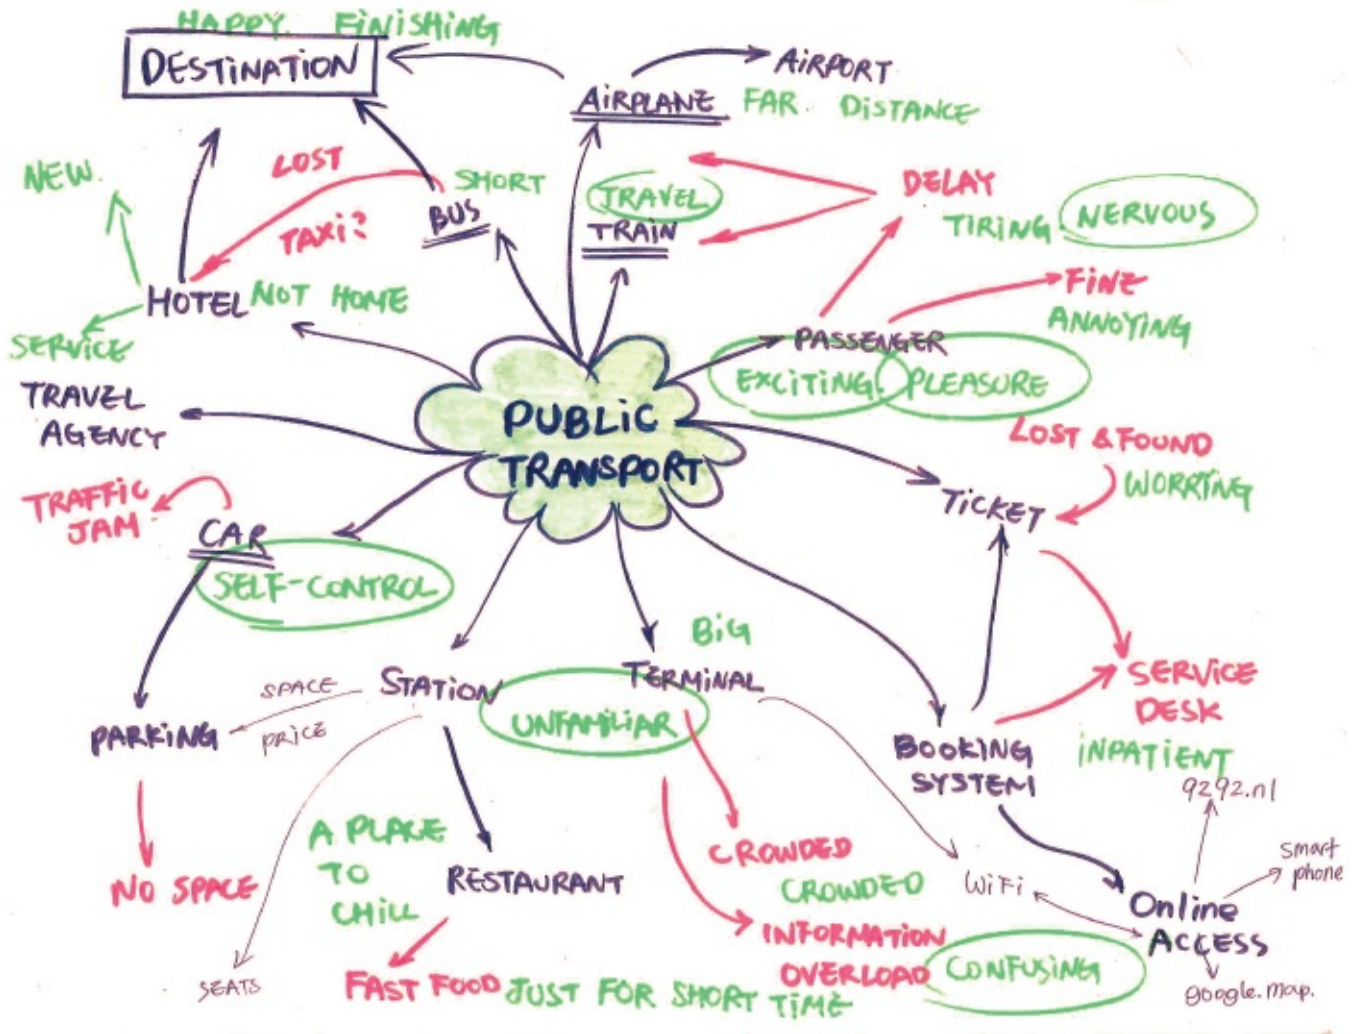 HAPPY. FINISHING
DESTINATION
AIRPORT
AIRPLANE
FAR. DISTANCE
LOST
TAXI?
NEW.
SHORT
BUS
TRAVEL
TRAIN
DELAY
TIRING.
NERVOUS
HOTEL
NOT HOME
SERVICE
FINE
ANNOYING
PASSENGER
EXCITING.
PLEASURE
TRAVEL
AGENCY
PUBLIC
TRANSPORT
LOST & FOUND
WORRING
TICKET
TRAFFIC
JAM
CAR
SELF-CONTROL
BIG
STATION
TERMINAL
UNFAMILIAR
SPACE
PRICE
PARKING
SERVICE
DESK
INPATIENT
BOOKING
SYSTEM
9292.nl
smart
phone
NO SPACE
A PLACE
TO
CHILL
RESTAURANT
CROWDED
CROWDED
WiFi
Online
ACCESS
INFORMATION
OVERLOAD
CONFUSING
SEATS
FAST FOOD
JUST FOR SHORT TIME
google.map.